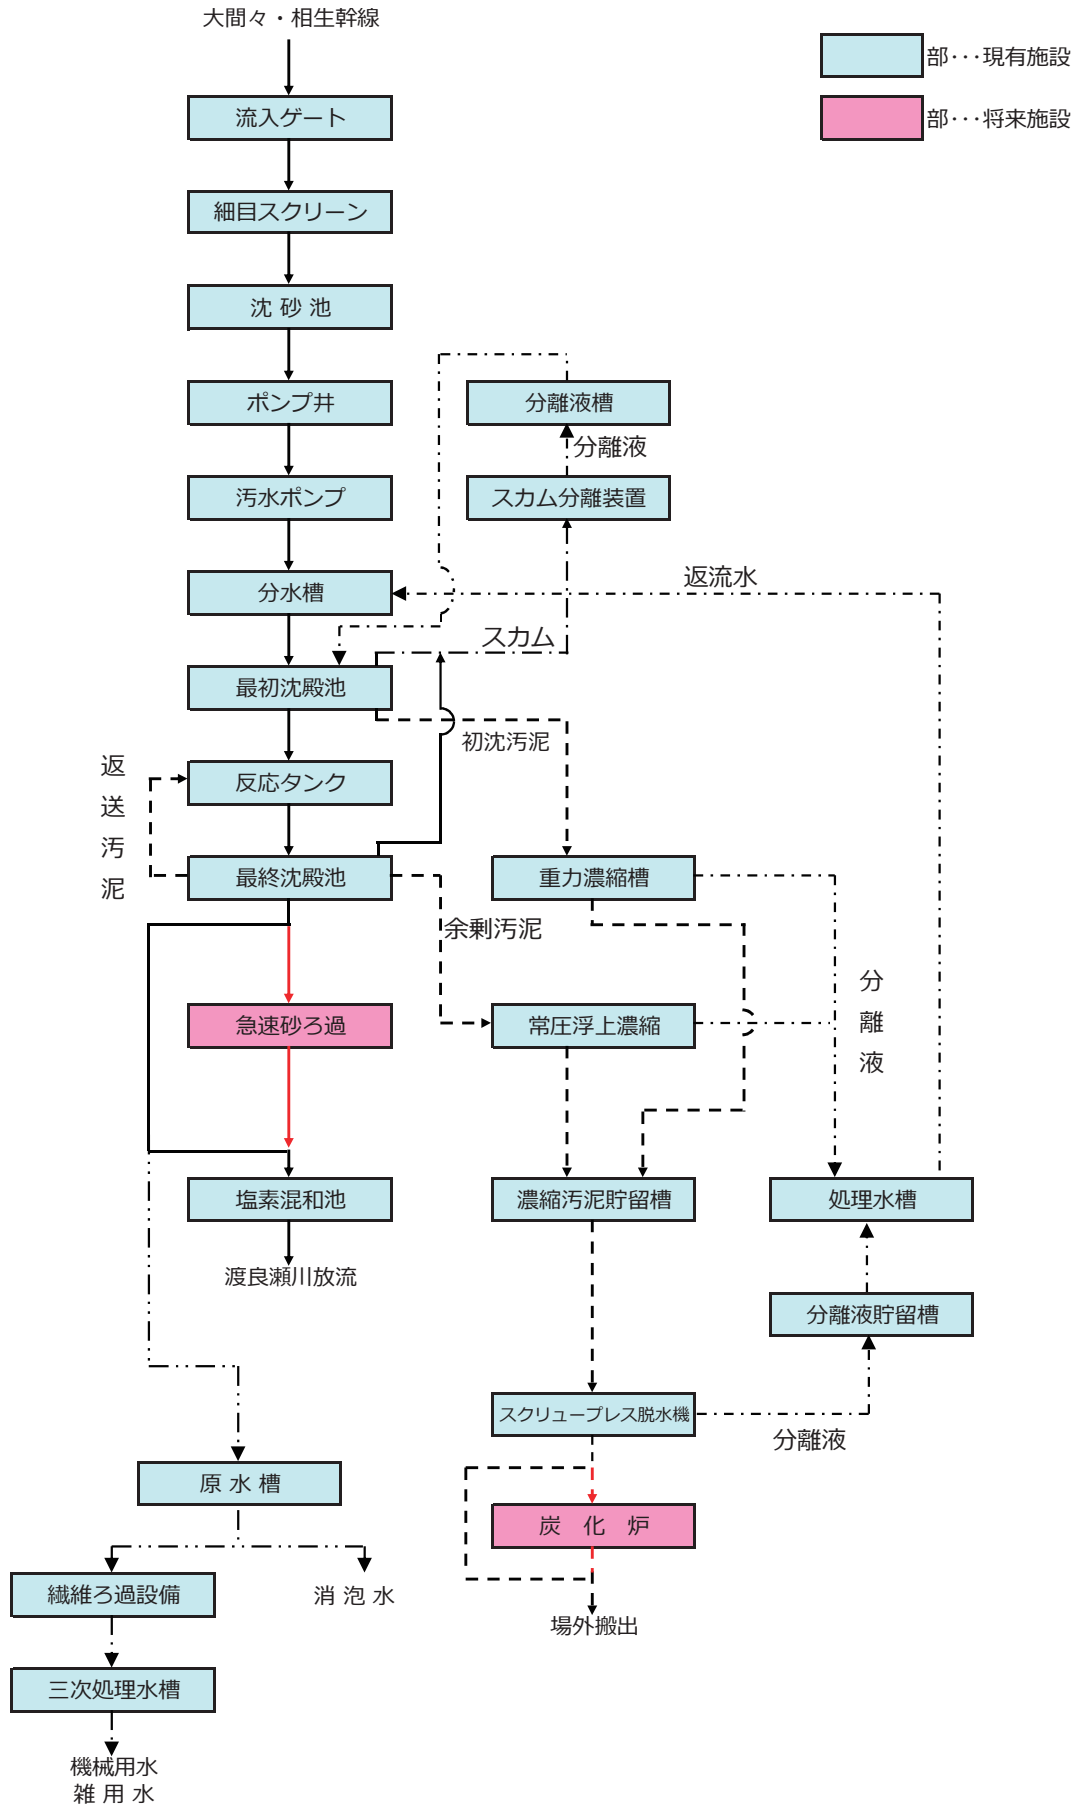 大間々・相生幹線
部･･･現有施設
部･･･将来施設
流入ゲート
細目スクリーン
沈 砂 池
ポンプ井
分離液槽
分離液
汚水ポンプ
スカム分離装置
分水槽
返流水
スカム
最初沈殿池
初沈汚泥
返送汚泥
反応タンク
最終沈殿池
重力濃縮槽
余剰汚泥
分離液
急速砂ろ過
常圧浮上濃縮
塩素混和池
濃縮汚泥貯留槽
処理水槽
渡良瀬川放流
分離液貯留槽
スクリュープレス脱水機
分離液
原 水 槽
炭 化 炉
繊維ろ過設備
消 泡 水
場外搬出
三次処理水槽
機械用水
雑 用 水